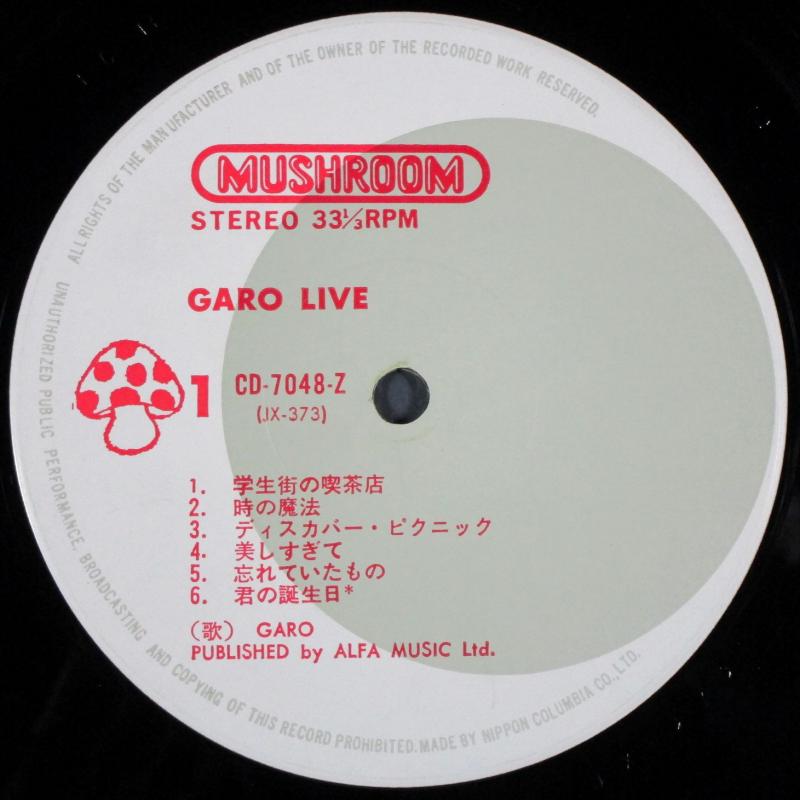 ALL RIGHTS OF THE MANUFACTURER AND OF THE OWNER OF THE RECORDED WORK RESERVED.
MUSHROOM
STEREO 33⅓RPM
GARO LIVE
1 CD-7048-Z
(JX-373)
1. 学生街の喫茶店
2. 時の魔法
3. ディスカバー・ピクニック
4. 美しすぎて
5. 忘れていたもの
6. 君の誕生日*
(歌) GARO
PUBLISHED by ALFA MUSIC Ltd.
UNAUTHORIZED PUBLIC PERFORMANCE, BROADCASTING AND COPYING OF THIS RECORD PROHIBITED. MADE BY NIPPON COLUMBIA CO., LTD.